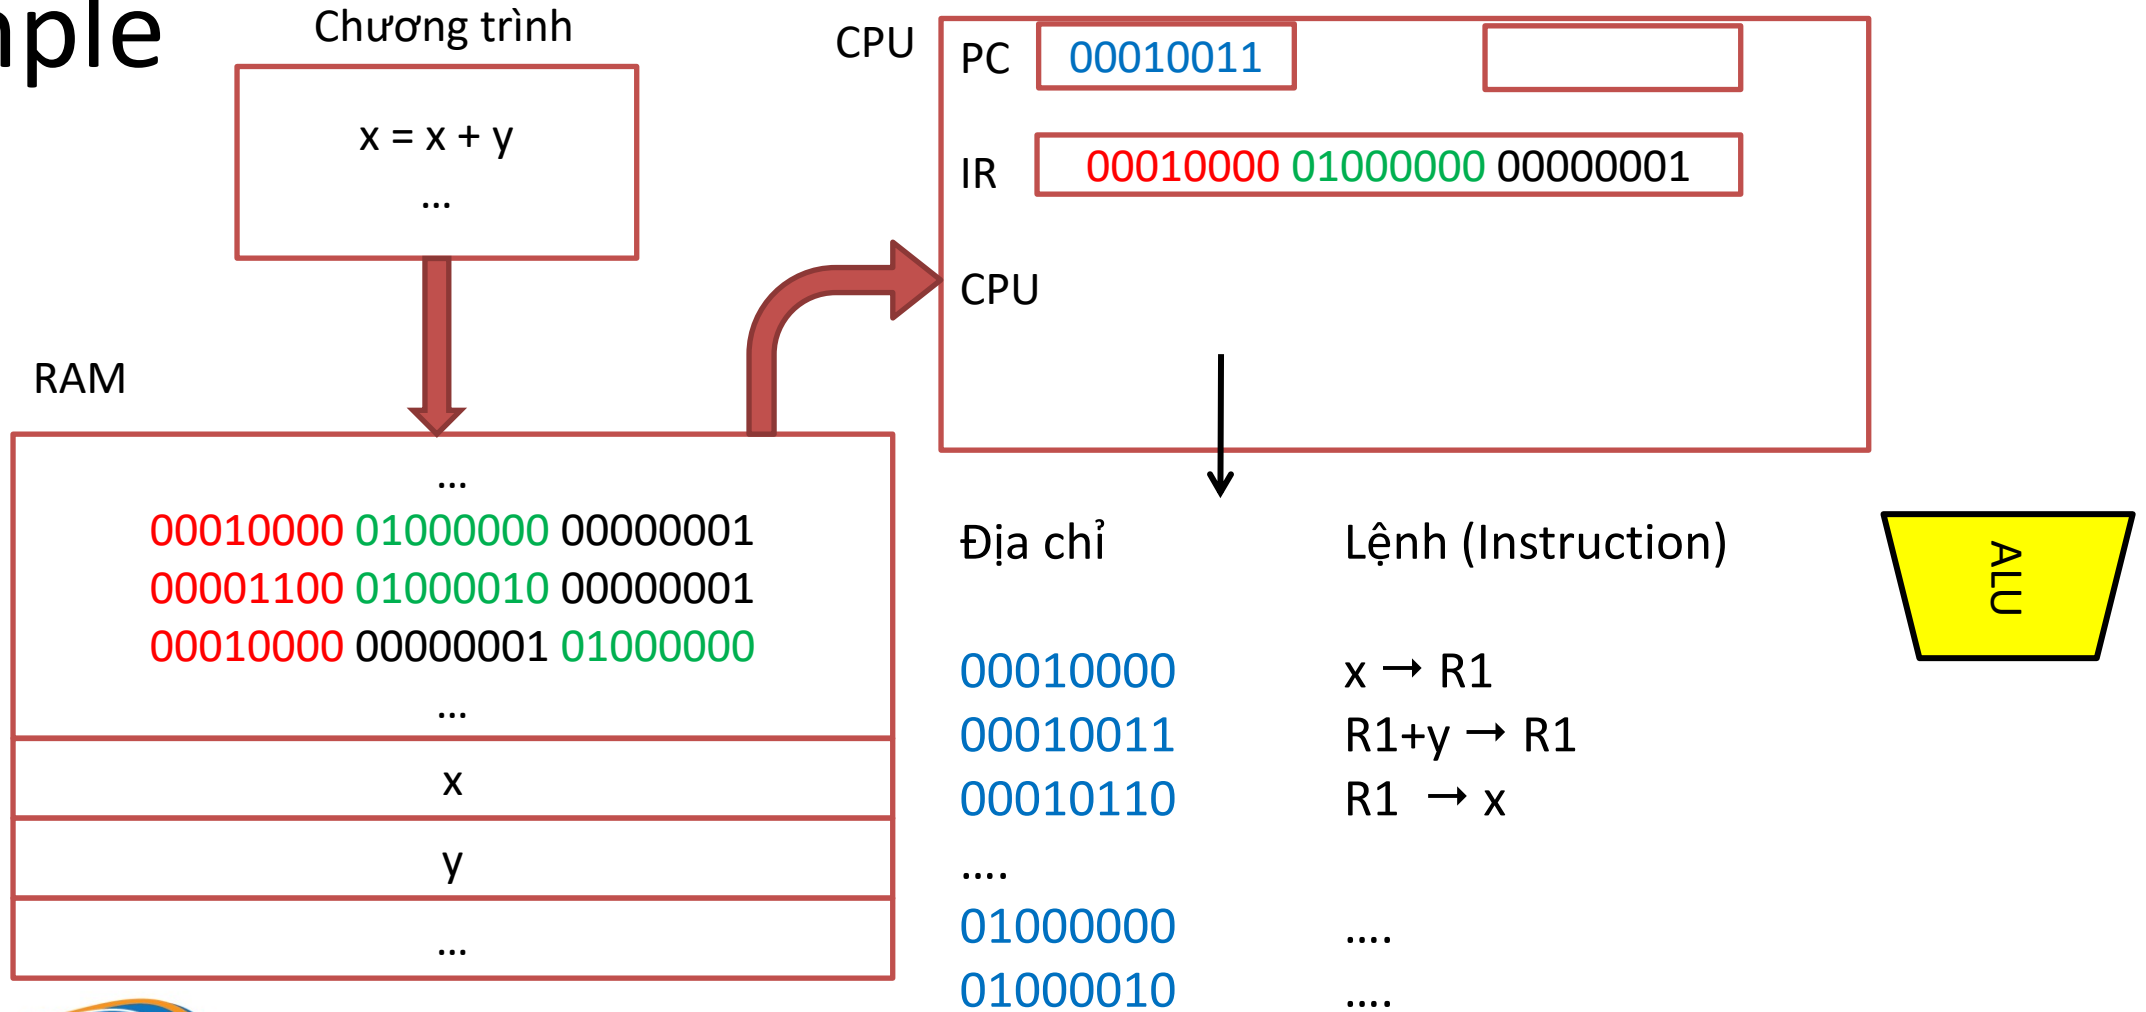 Chương trình
x = x + y
...
RAM
...
00010000 01000000 00000001
00001100 01000010 00000001
00010000 00000001 01000000
...
x
y
...
CPU
PC 00010011
IR 00010000 01000000 00000001
CPU
Địa chỉ Lệnh (Instruction)
00010000 x → R1
00010011 R1+y → R1
00010110 R1 → x
....
01000000 ....
01000010 ....
ALU